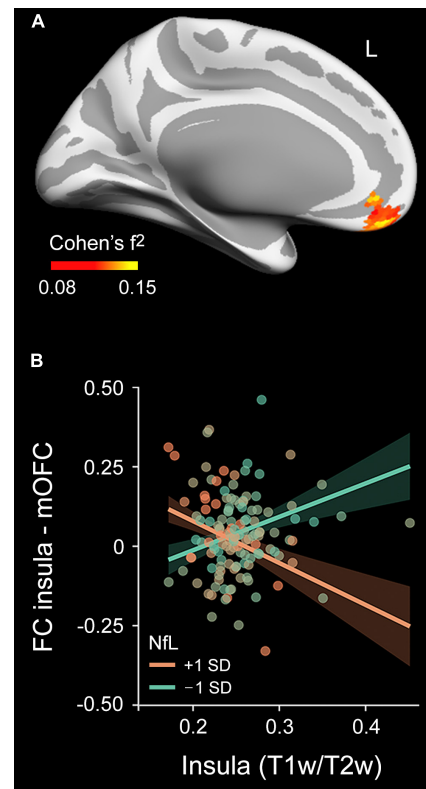 A
L
Cohen's f²
0.08 0.15
B
0.50
0.25
0
-0.25
-0.50
FC insula - mOFC
NfL
+1 SD
−1 SD
0.2 0.3 0.4
Insula (T1w/T2w)